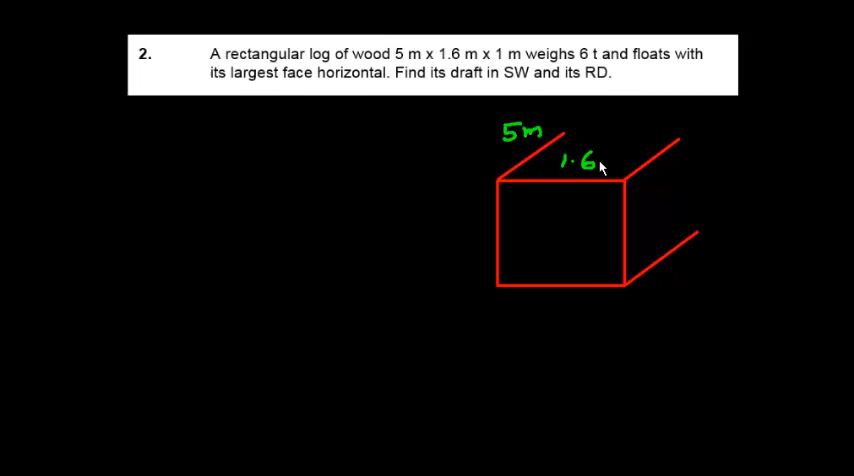 2. A rectangular log of wood 5 m x 1.6 m x 1 m weighs 6 t and floats with
its largest face horizontal. Find its draft in SW and its RD.
5m
1.6